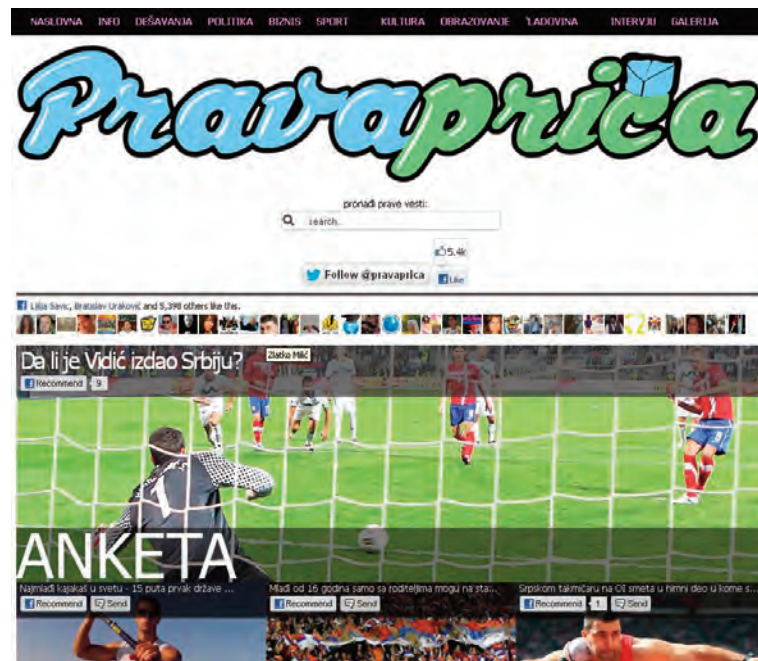 NASLOVNA INFO DEŠAVANJA POLITIKA BIZNIS SPORT KULTURA OBRAZOVANJE 'LADOVINA INTERVJU GALERIJA
Pravapriča
pronađi prave vesti:
search..
5.4k
Follow @pravaprica Like
Lidija Savic, Bratislav Uraković and 5,398 others like this.
Da li je Vidić izdao Srbiju?
Zlatko Milić
Recommend 9
1
ANKETA
Najmlađi kajakaš u svetu - 15 puta prvak države ...
Mlađi od 16 godina samo sa roditeljima mogu na sta...
Srpskom takmičaru na OI smeta u himni deo u kome s...
Recommend Send
Recommend Send
Recommend 1 Send